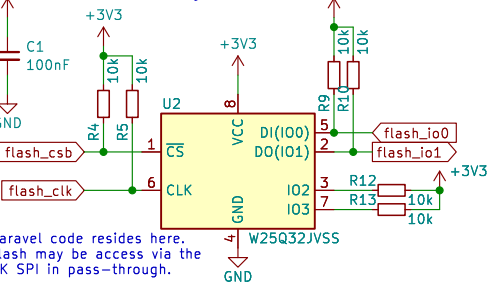 +3V3
C1
100nF
GND
10k
10k
R4
R5
+3V3
10k
10k
R9
R10
U2
8
VCC
flash_csb
1
CS
DI(IO0)
5
flash_io0
DO(IO1)
2
flash_io1
flash_clk
6
CLK
IO2
3
R12
10k
+3V3
IO3
7
R13
10k
GND
4
W25Q32JVSS
GND
aravel code resides here.
lash may be access via the
K SPI in pass-through.